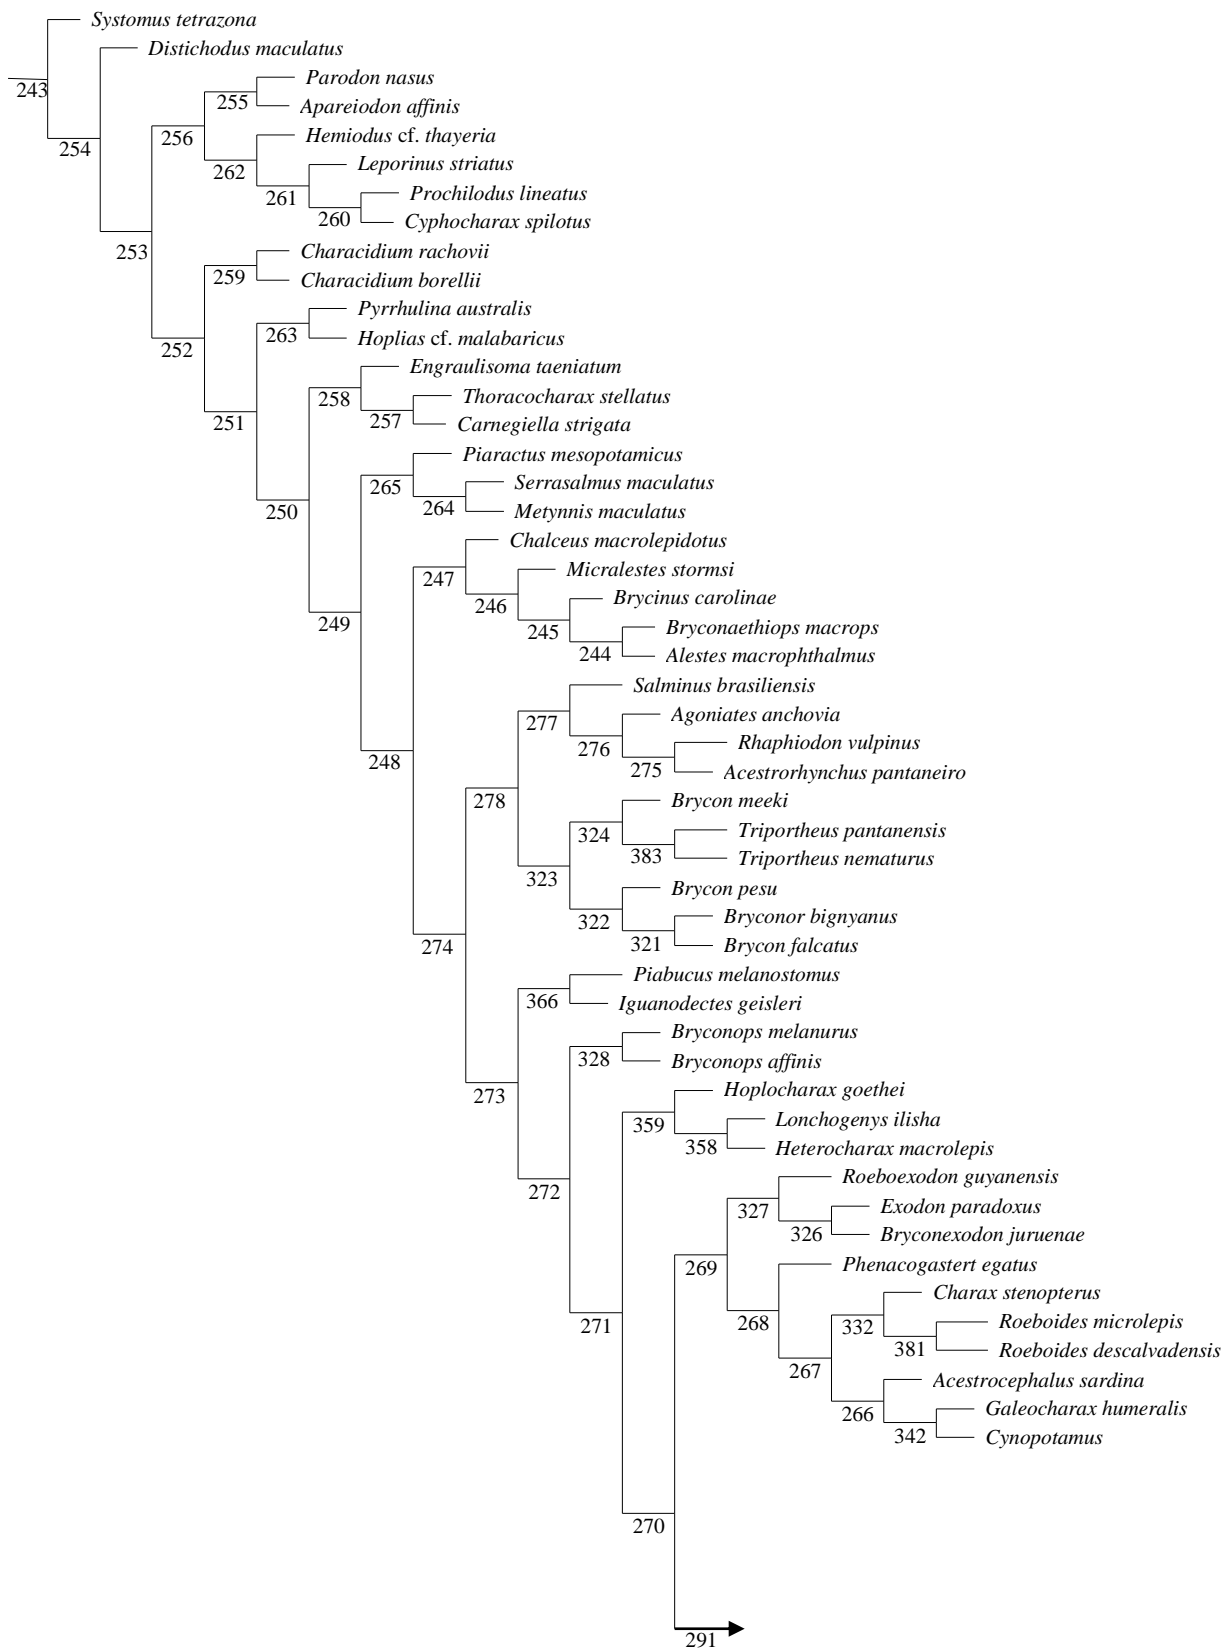 Systomus tetrazona
Distichodus maculatus
Parodon nasus
243
255
Apareiodon affinis
256
Hemiodus cf. thayeria
254
Leporinus striatus
262
Prochilodus lineatus
261
Cyphocharax spilotus
260
Characidium rachovii
253
259
Characidium borellii
Pyrrhulina australis
263
Hoplias cf. malabaricus
252
Engraulisoma taeniatum
258
Thoracocharax stellatus
257
Carnegiella strigata
251
Piaractus mesopotamicus
265
Serrasalmus maculatus
264
Metynnis maculatus
250
Chalceus macrolepidotus
247
Micralestes stormsi
246
Brycinus carolinae
249
245
Bryconaethiops macrops
244
Alestes macrophthalmus
Salminus brasiliensis
277
Agoniates anchovia
276
Rhaphiodon vulpinus
248
275
Acestrorhynchus pantaneiro
278
Brycon meeki
324
Triportheus pantanensis
383
Triportheus nematurus
323
Brycon pesu
322
Bryconor bignyanus
274
321
Brycon falcatus
Piabucus melanostomus
366
Iguanodectes geisleri
Bryconops melanurus
328
Bryconops affinis
273
Hoplocharax goethei
359
Lonchogenys ilisha
358
Heterocharax macrolepis
Roeboexodon guyanensis
272
327
Exodon paradoxus
326
Bryconexodon juruenae
269
Phenacogastert egatus
Charax stenopterus
271
268
332
Roeboides microlepis
381
Roeboides descalvadensis
267
Acestrocephalus sardina
266
Galeocharax humeralis
342
Cynopotamus
270
291